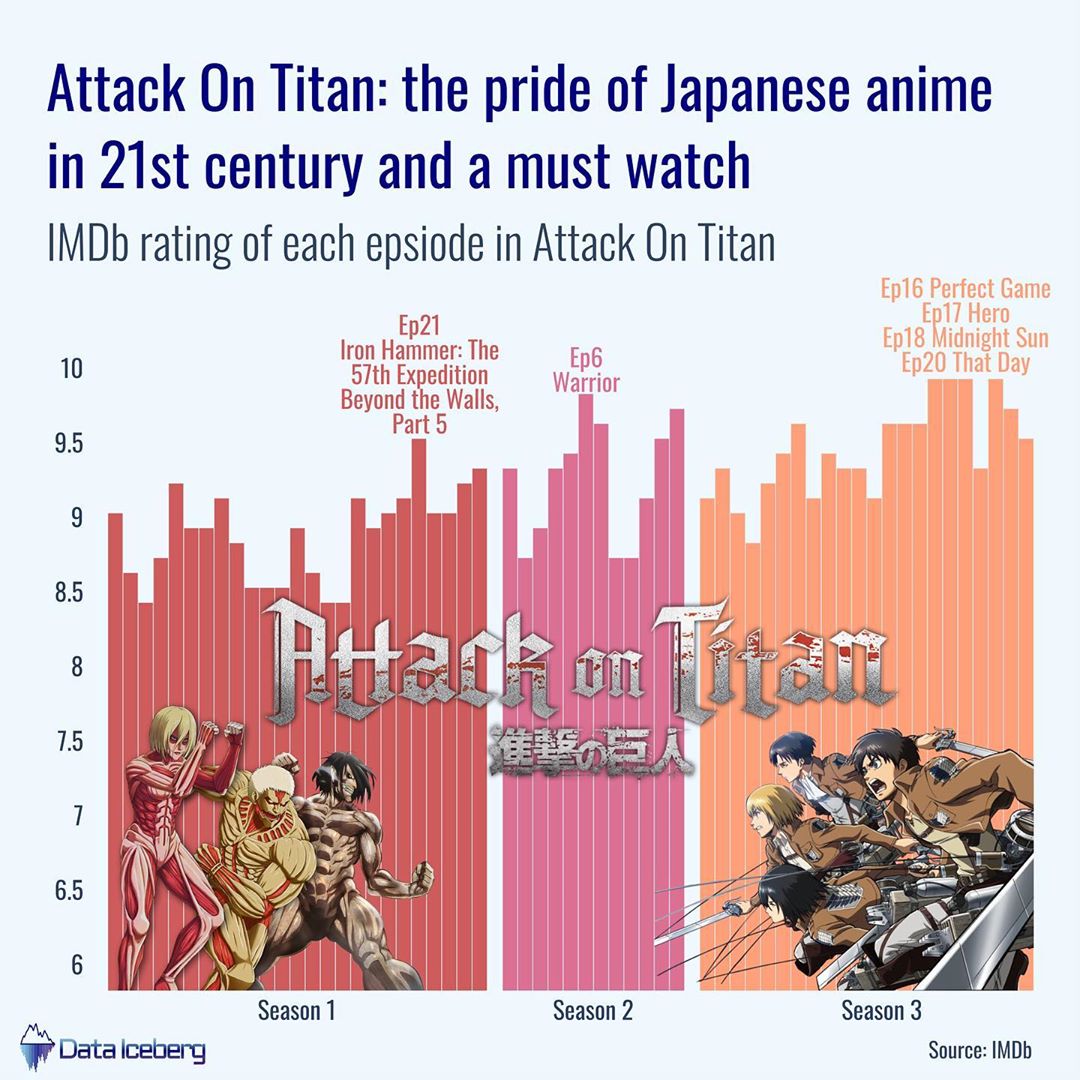 Attack On Titan: the pride of Japanese anime
in 21st century and a must watch
IMDb rating of each epsiode in Attack On Titan
Ep16 Perfect Game
Ep17 Hero
Ep18 Midnight Sun
Ep20 That Day
Ep21
Iron Hammer: The
57th Expedition
Beyond the Walls,
Part 5
Ep6
Warrior
10
9.5
9
8.5
8
7.5
7
6.5
6
Attack on Titan
進撃の巨人
Season 1
Season 2
Season 3
Data Iceberg
Source: IMDb